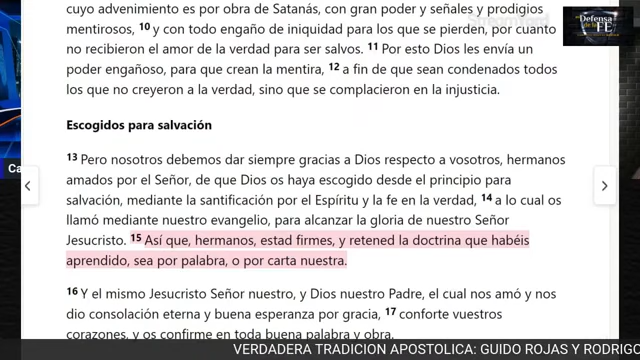 cuyo advenimiento es por obra de Satanás, con gran poder y señales y prodigios
mentirosos, 10 y con todo engaño de iniquidad para los que se pierden, por cuanto
no recibieron el amor de la verdad para ser salvos. 11 Por esto Dios les envía un
poder engañoso, para que crean la mentira, 12 a fin de que sean condenados todos
los que no creyeron a la verdad, sino que se complacieron en la injusticia.
Escogidos para salvación
13 Pero nosotros debemos dar siempre gracias a Dios respecto a vosotros, hermanos
amados por el Señor, de que Dios os haya escogido desde el principio para
salvación, mediante la santificación por el Espíritu y la fe en la verdad, 14 a lo cual os
llamó mediante nuestro evangelio, para alcanzar la gloria de nuestro Señor
Jesucristo. 15 Así que, hermanos, estad firmes, y retened la doctrina que habéis
aprendido, sea por palabra, o por carta nuestra.
16 Y el mismo Jesucristo Señor nuestro, y Dios nuestro Padre, el cual nos amó y nos
dio consolación eterna y buena esperanza por gracia, 17 conforte vuestros
corazones, y os confirme en toda buena palabra y obra.
StreamYard
Defensa
de la
FE
Ca
VERDADERA TRADICION APOSTOLICA: GUIDO ROJAS Y RODRIGO